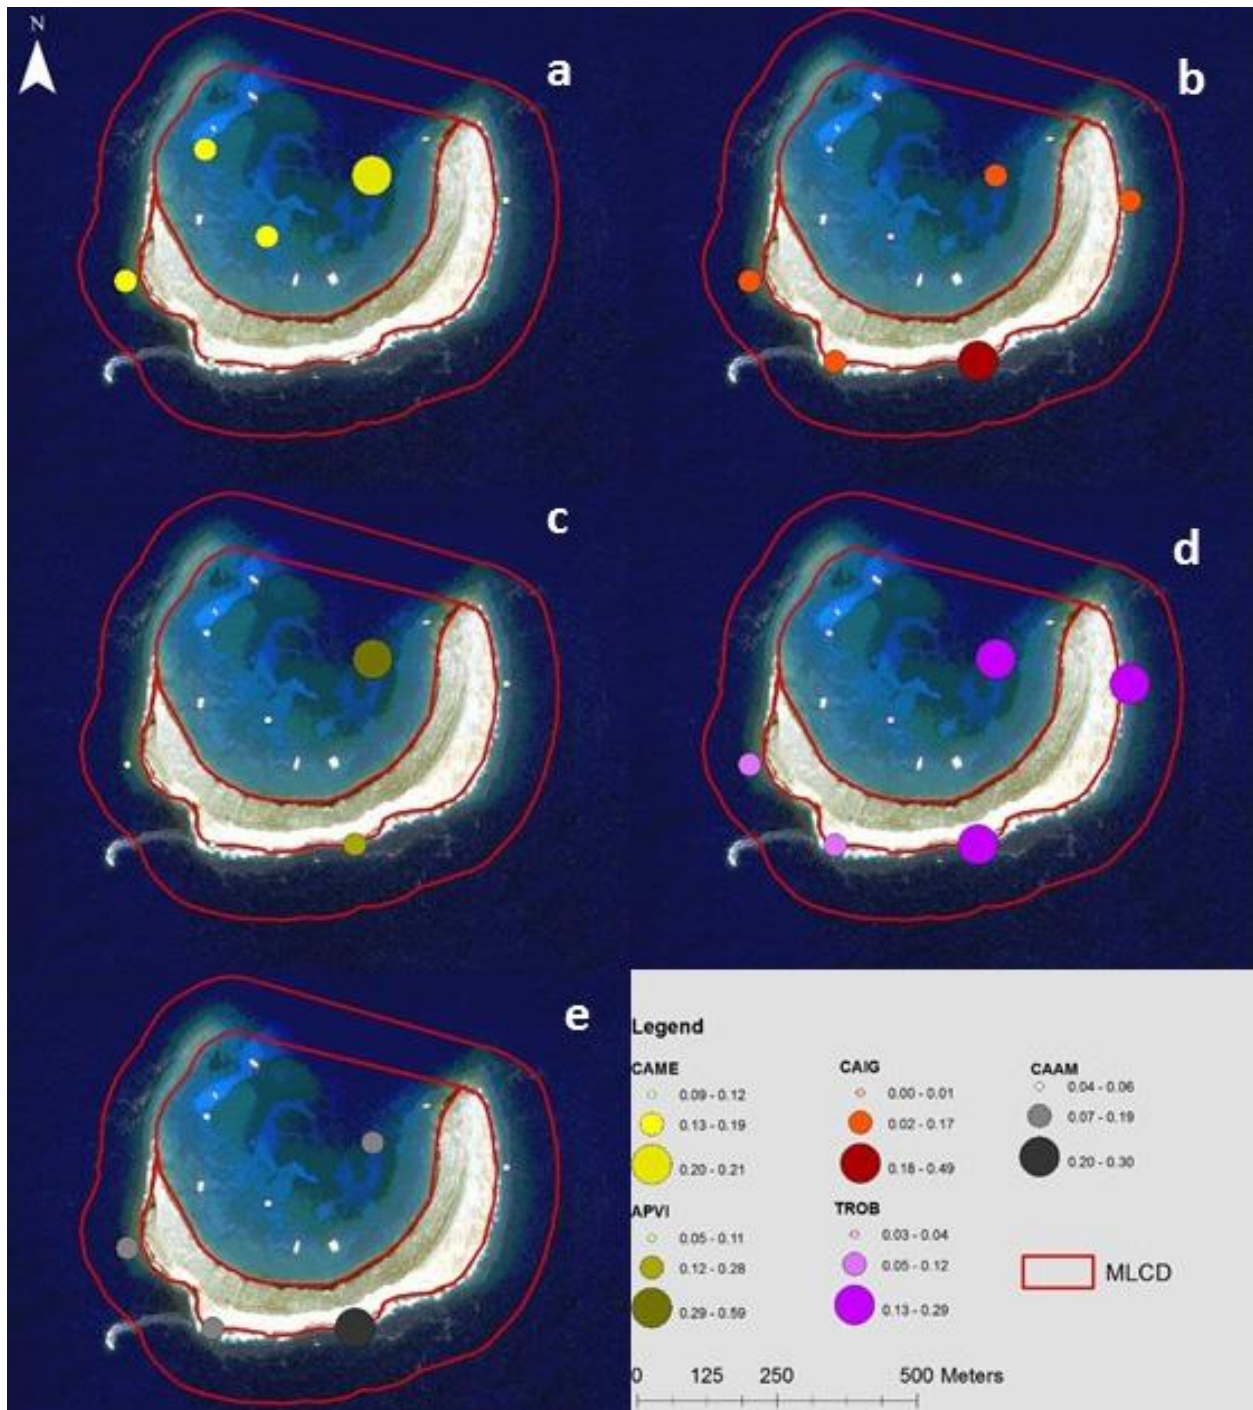 N
a
b
c
d
e
Legend
CAME
0.09 - 0.12
0.13 - 0.19
0.20 - 0.21
CAIG
0.00 - 0.01
0.02 - 0.17
0.18 - 0.49
CAAM
0.04 - 0.06
0.07 - 0.19
0.20 - 0.30
APVI
0.05 - 0.11
0.12 - 0.28
0.29 - 0.59
TROB
0.03 - 0.04
0.05 - 0.12
0.13 - 0.29
MLCD
0 125 250 500 Meters